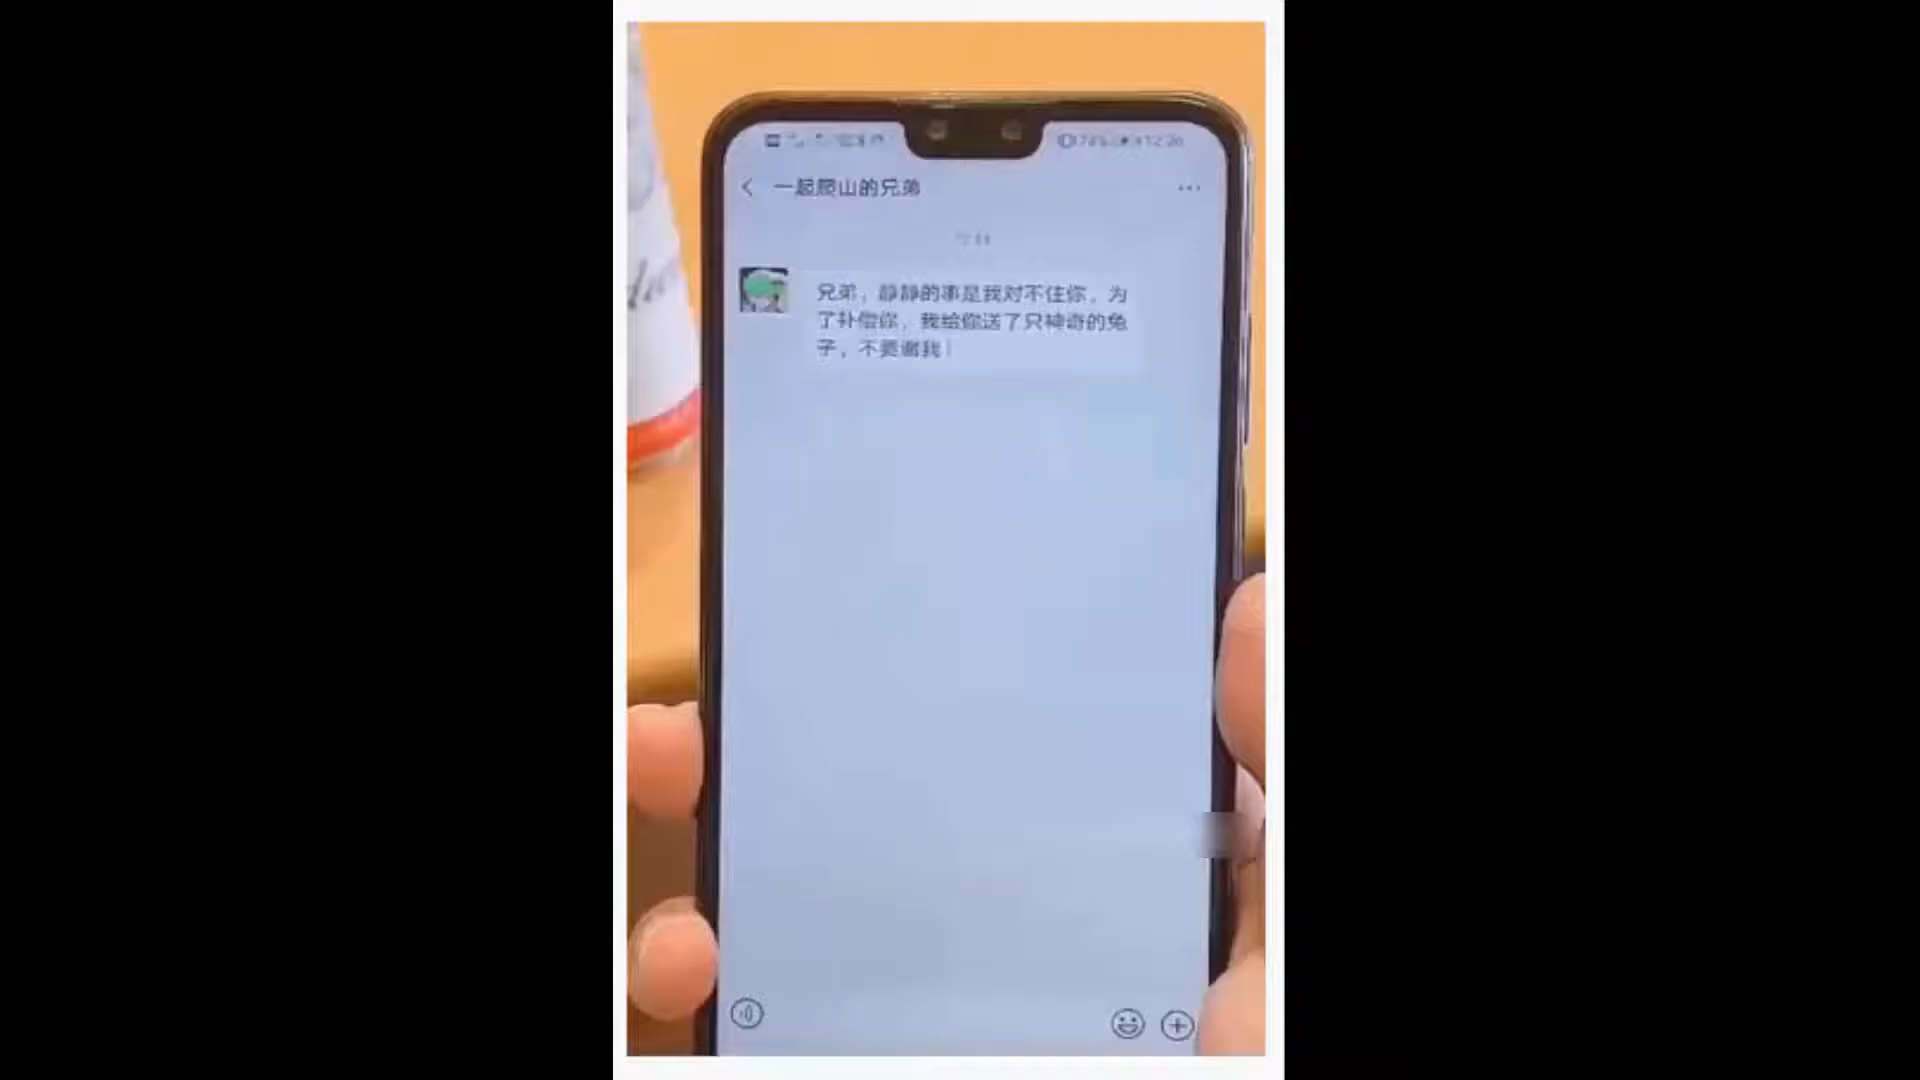 一起爬山的兄弟
兄弟，静静的事是我对不住你，为
了补偿你，我给你送了只神奇的兔
子，不要谢我！